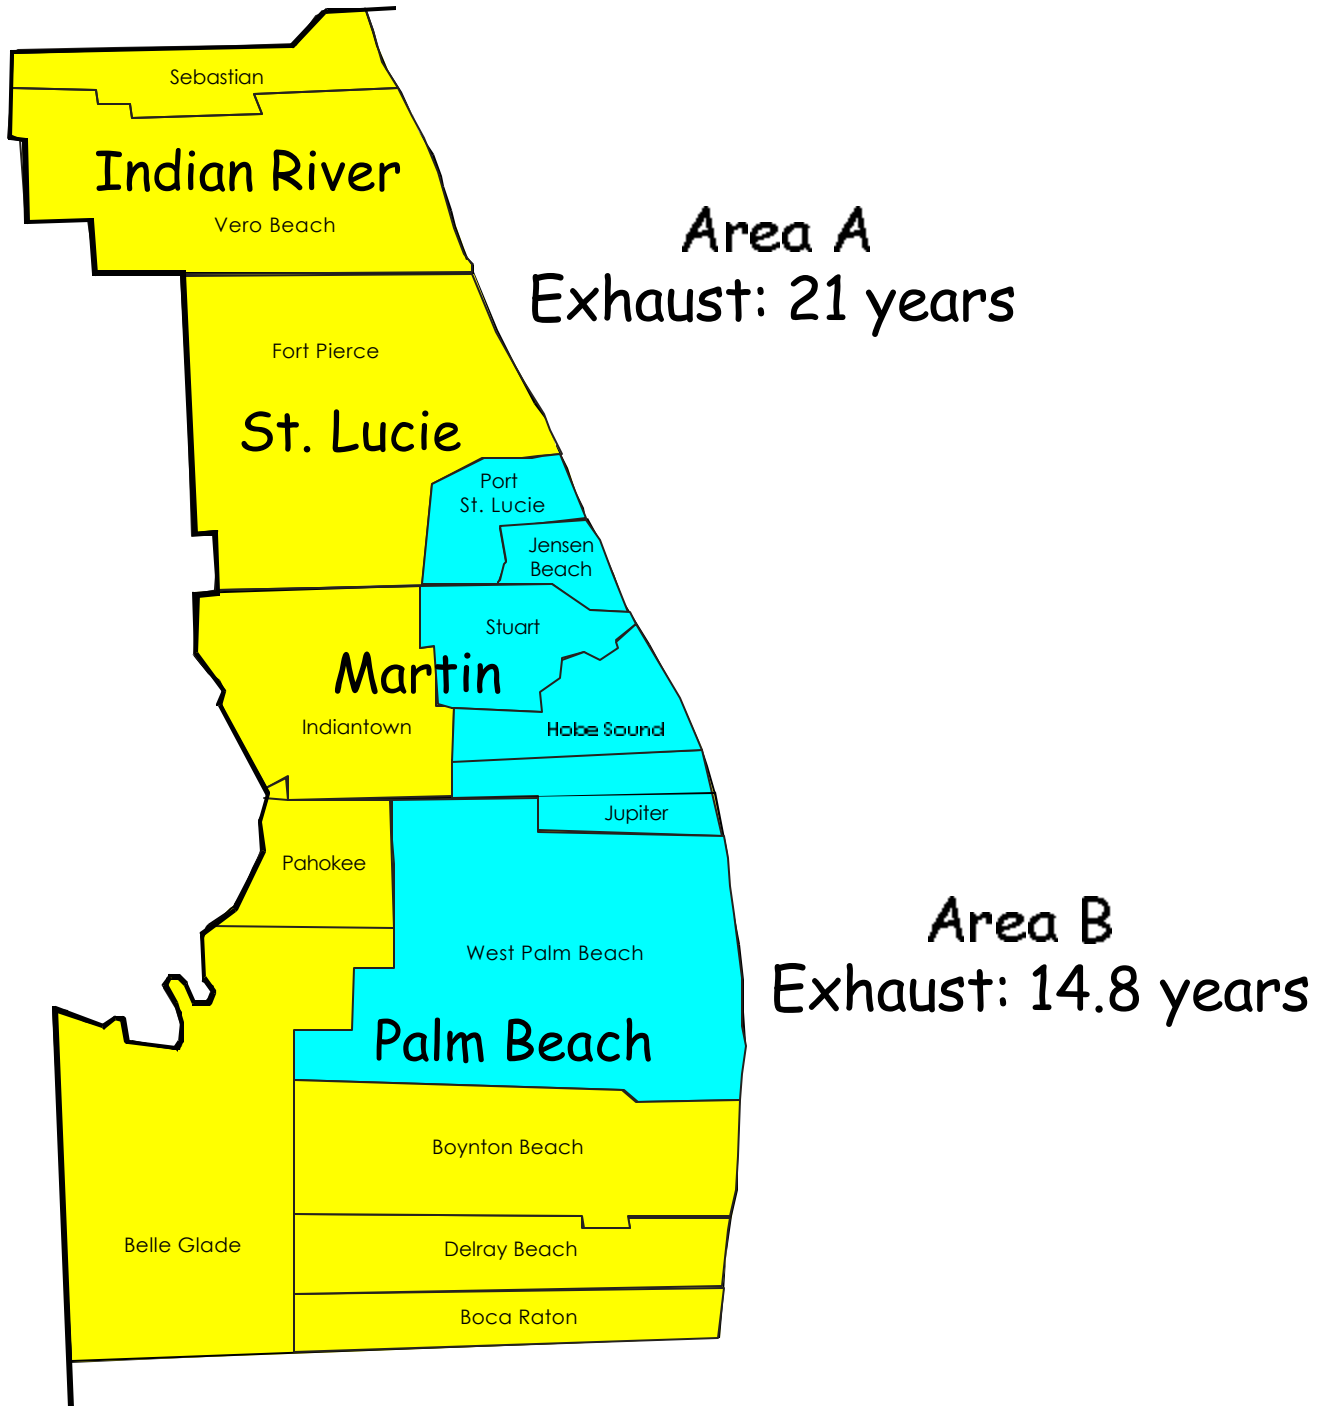 Sebastian
Indian River
Vero Beach
Area A
Exhaust: 21 years
Fort Pierce
St. Lucie
Port
St. Lucie
Jensen
Beach
Stuart
Martin
Indiantown
Hobe Sound
Jupiter
Pahokee
West Palm Beach
Area B
Exhaust: 14.8 years
Palm Beach
Boynton Beach
Belle Glade
Delray Beach
Boca Raton